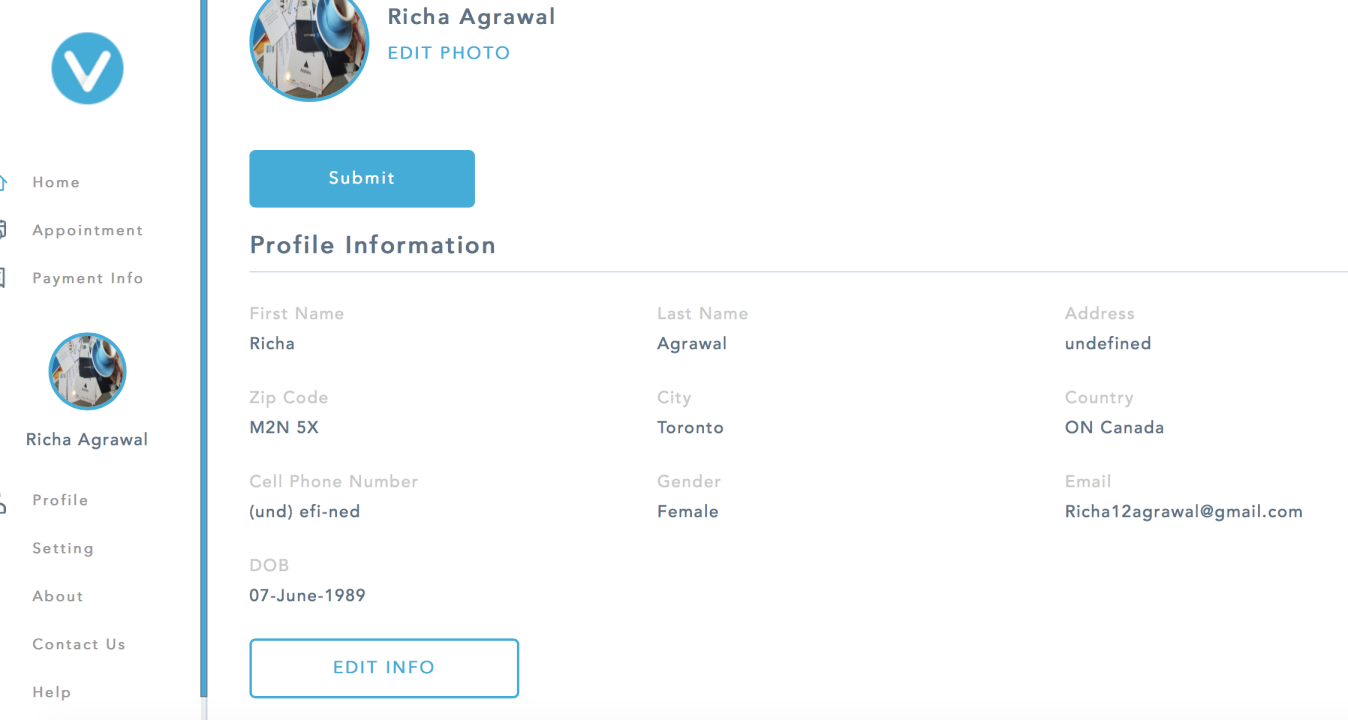 Richa Agrawal
EDIT PHOTO
Submit
Home
Appointment
Payment Info
Richa Agrawal
Profile
Setting
About
Contact Us
Help
Profile Information
First Name
Richa
Last Name
Agrawal
Address
undefined
Zip Code
M2N 5X
City
Toronto
Country
ON Canada
Cell Phone Number
(und) efi-ned
Gender
Female
Email
Richa12agrawal@gmail.com
DOB
07-June-1989
EDIT INFO